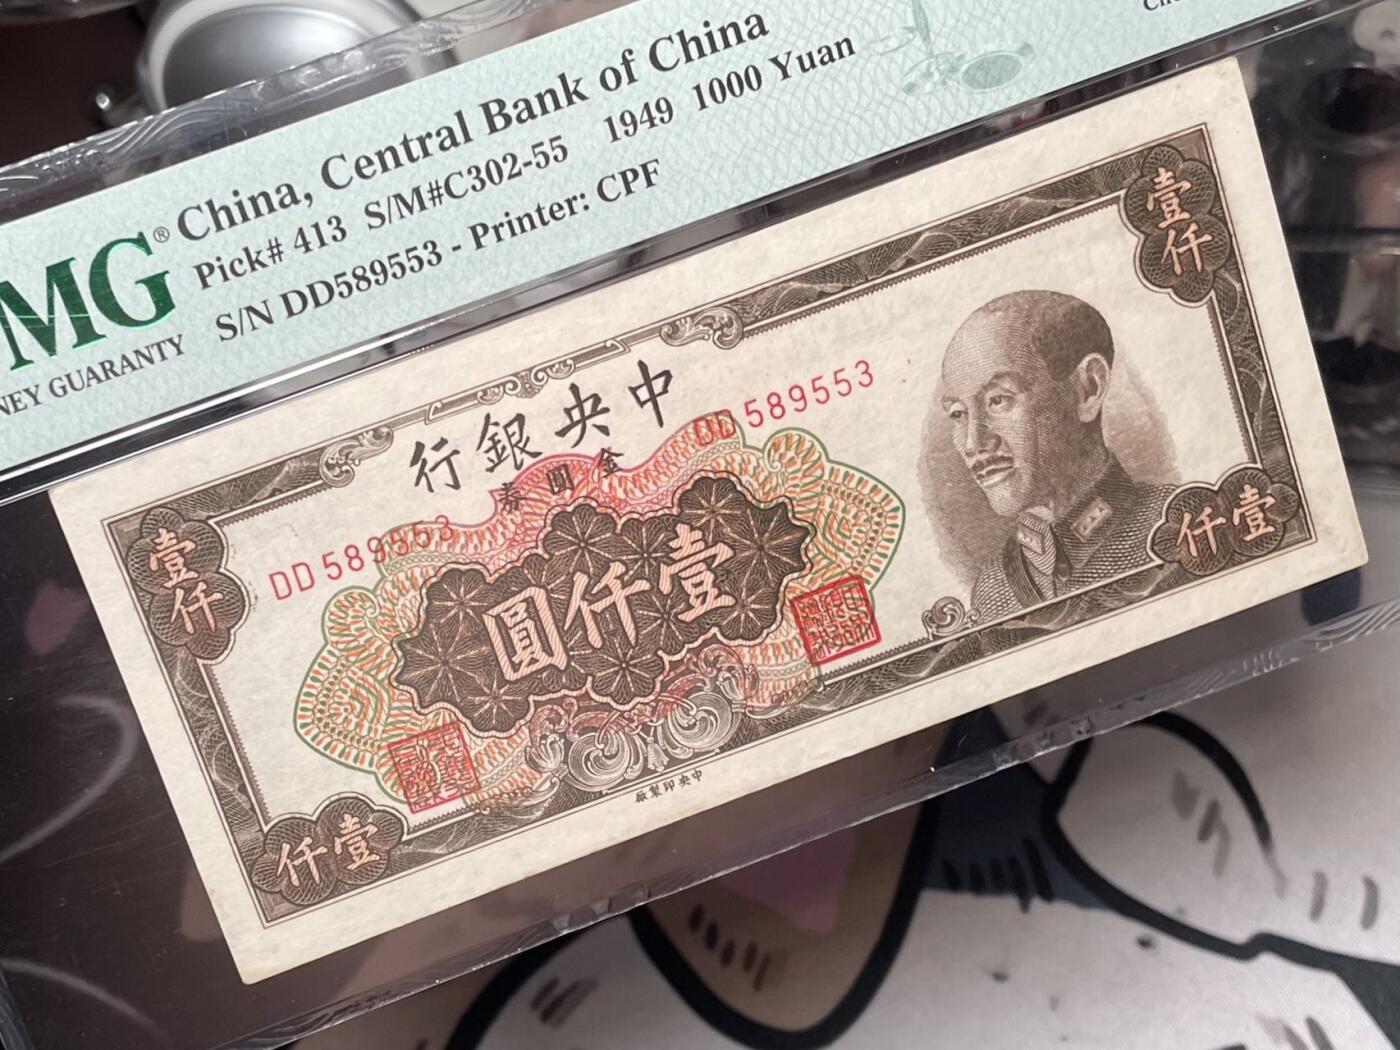 China, Central Bank of China
Pick# 413 S/M#C302-55 1949 1000 Yuan
S/N DD589553 - Printer: CPF
MG®
NEY GUARANTY
壹仟
行銀央中
券圓金
DD589553
DD589553
壹仟
圓仟壹
仟壹
仟壹
廠製印央中